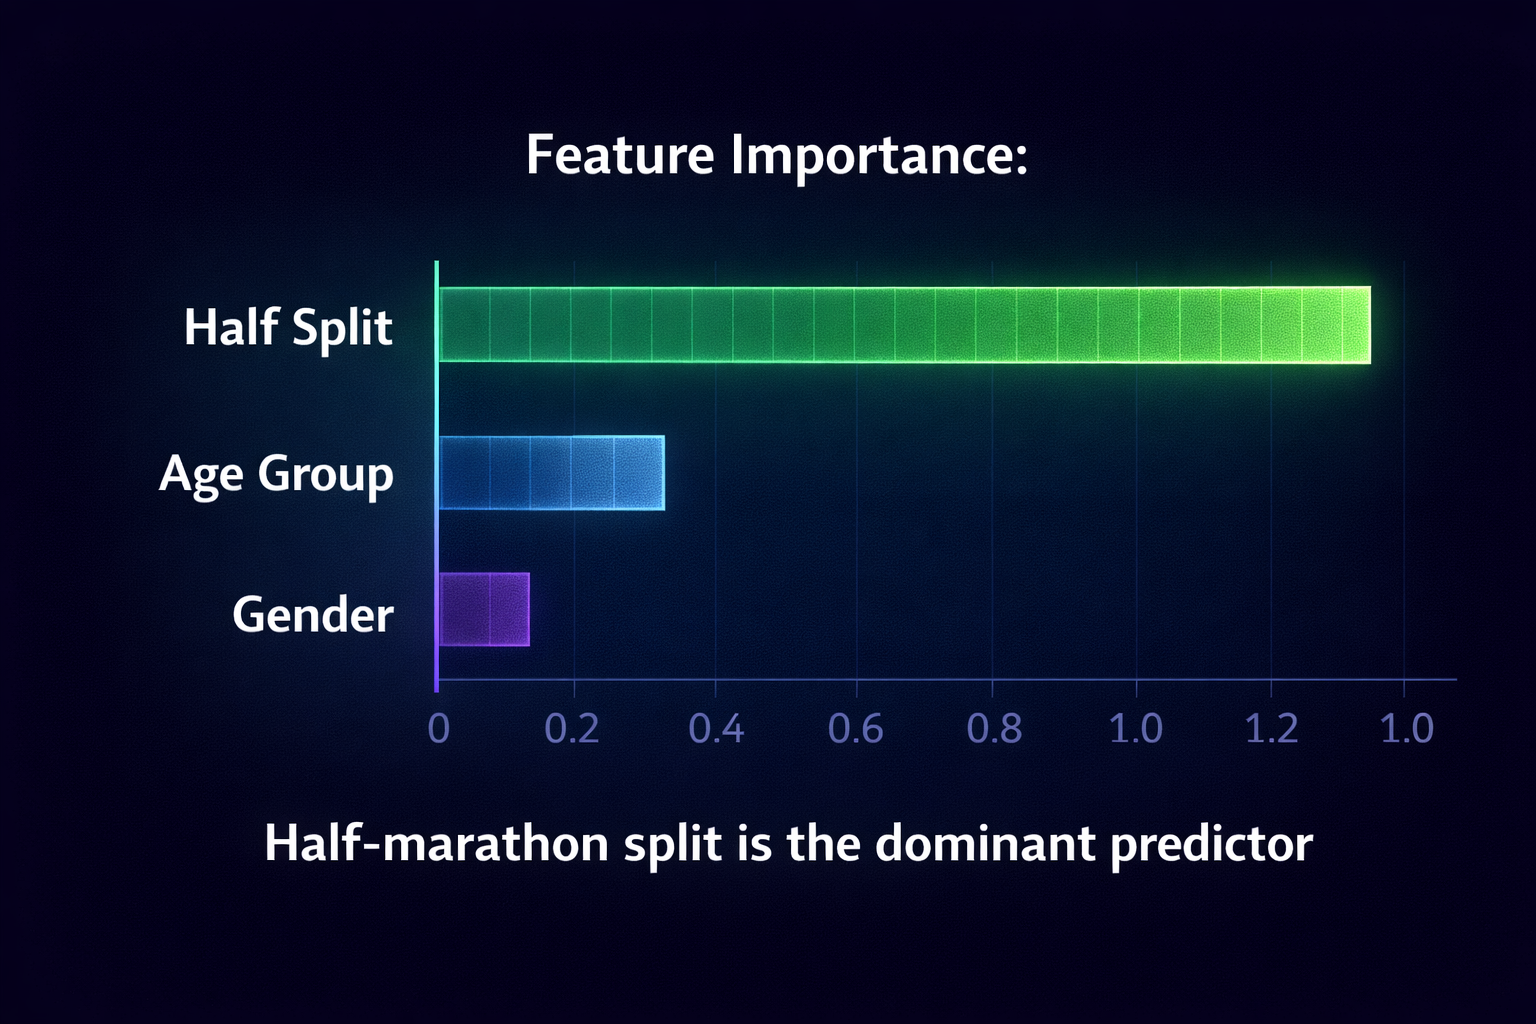 Feature Importance:
Half Split
Age Group
Gender
0 0.2 0.4 0.6 0.8 1.0 1.2 1.0
Half-marathon split is the dominant predictor